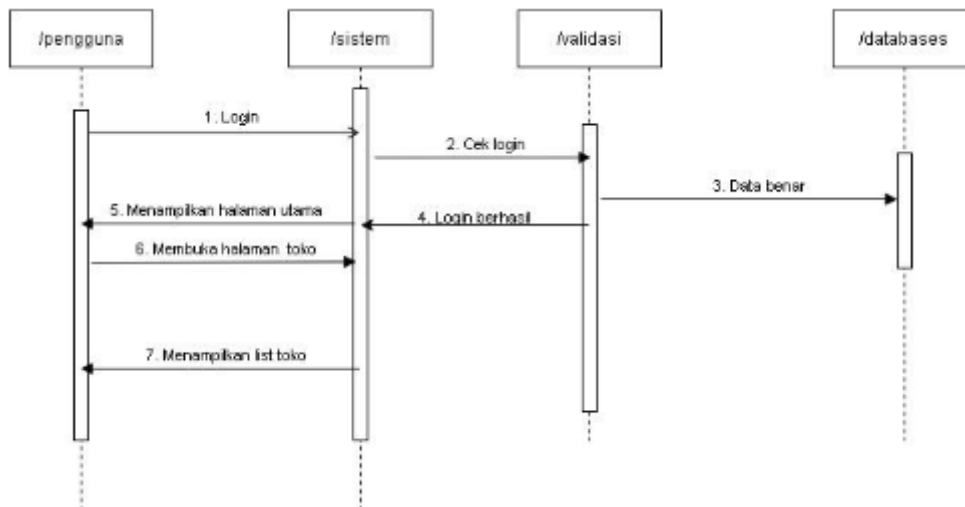 /pengguna
/sistem
/validasi
/databases
1. Login
2. Cek login
3. Data benar
4. Login berhasil
5. Menampilkan halaman utama
6. Membuka halaman toko
7. Menampilkan list toko